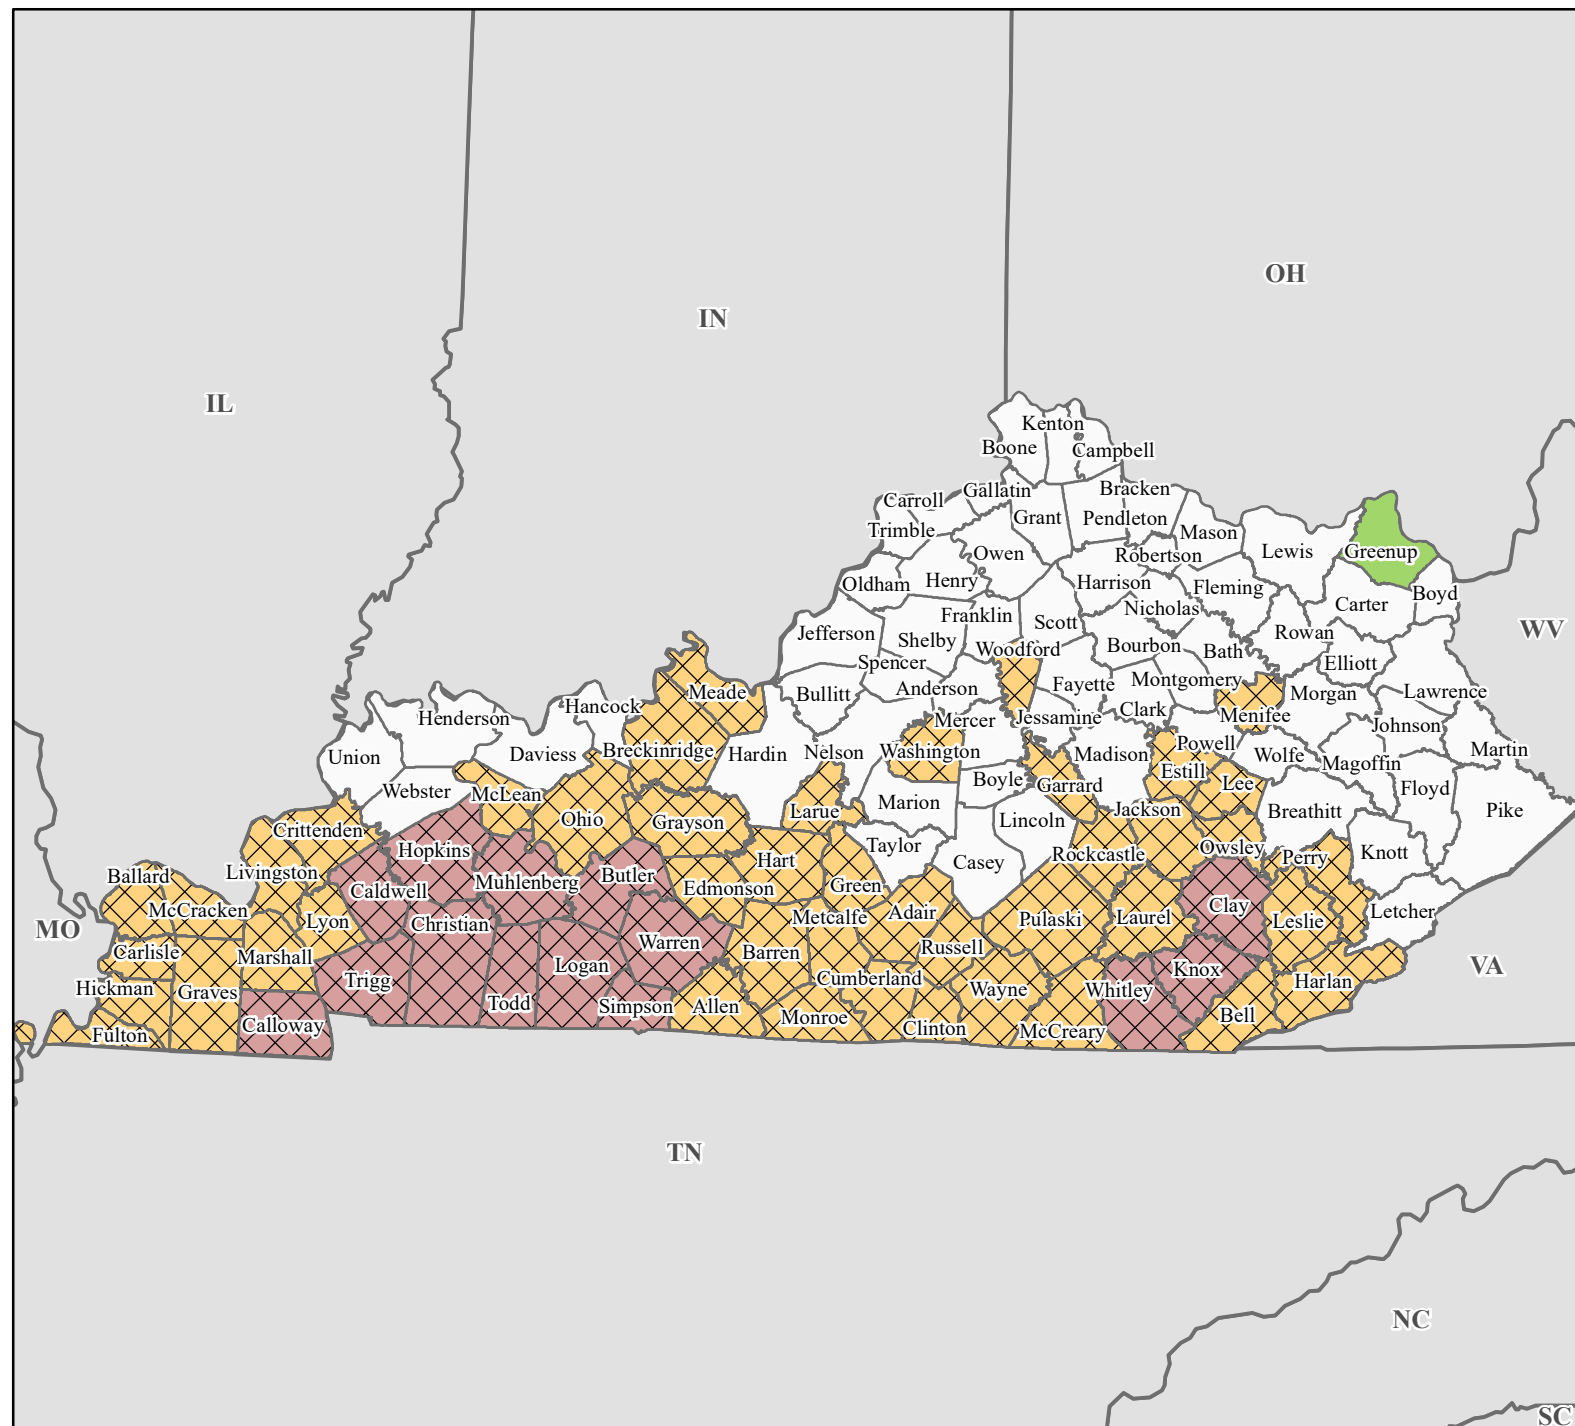 OH
IN
IL
Kenton
Boone
Campbell
Gallatin
Bracken
Carroll
Grant
Pendleton
Trimble
Mason
Owen
Robertson
Lewis
Greenup
Oldham
Henry
Harrison
Fleming
Boyd
Nicholas
Carter
Franklin
Scott
WV
Jefferson
Shelby
Rowan
Woodford
Bourbon
Bath
Spencer
Elliott
Anderson
Fayette
Montgomery
Bullitt
Meade
Morgan
Lawrence
Hancock
Clark
Henderson
Mercer
Jessamine
Menifee
Johnson
Union
Daviess
Breckinridge
Hardin
Nelson
Washington
Madison
Powell
Wolfe
Martin
Magoffin
Webster
McLean
Boyle
Garrard
Estill
Lee
Floyd
Larue
Marion
Jackson
Breathitt
Pike
Crittenden
Ohio
Grayson
Lincoln
Hopkins
Taylor
Rockcastle
Owsley
Perry
Knott
Hart
Casey
Ballard
Livingston
Caldwell
Muhlenberg
Butler
Edmonson
Green
McCracken
Lyon
Christian
Metcalfe
Adair
Pulaski
Laurel
Clay
Leslie
Letcher
MO
Carlisle
Marshall
Warren
Barren
Russell
Logan
Trigg
Cumberland
Knox
VA
Hickman
Graves
Todd
Simpson
Allen
Wayne
Whitley
Harlan
Fulton
Calloway
Monroe
Clinton
McCreary
Bell
TN
NC
SC